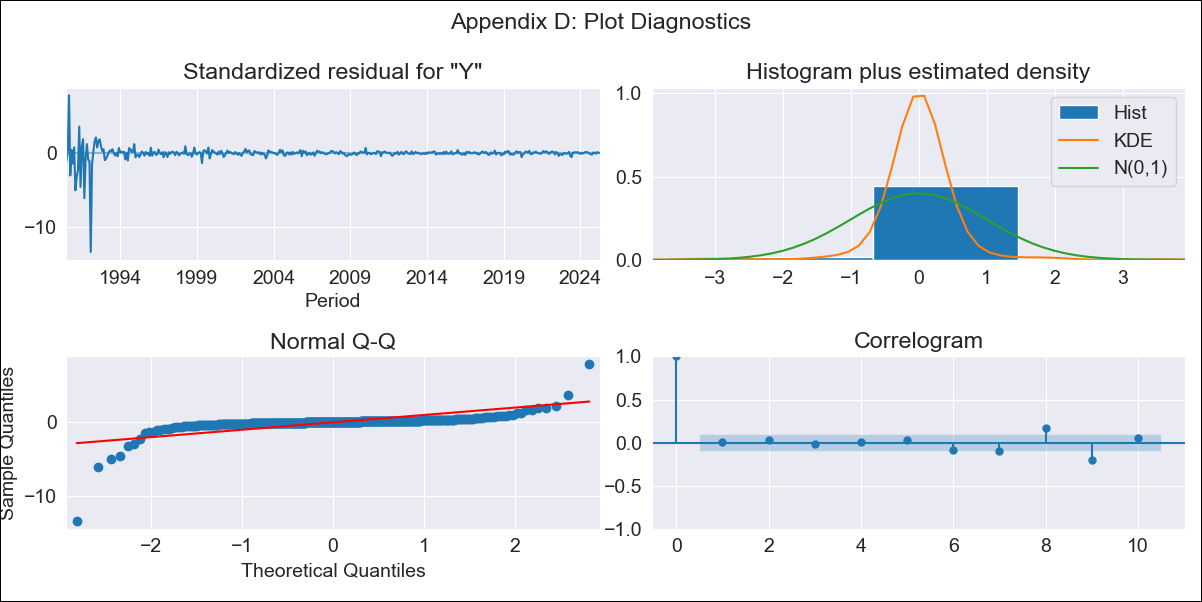 Appendix D: Plot Diagnostics
Standardized residual for "Y"
0
−10
1994 1999 2004 2009 2014 2019 2024
Period
Histogram plus estimated density
1.0
0.5
0.0
−3 −2 −1 0 1 2 3
Hist
KDE
N(0,1)
Normal Q-Q
Sample Quantiles
0
−10
−2 −1 0 1 2
Theoretical Quantiles
Correlogram
1.0
0.5
0.0
−0.5
−1.0
0 2 4 6 8 10